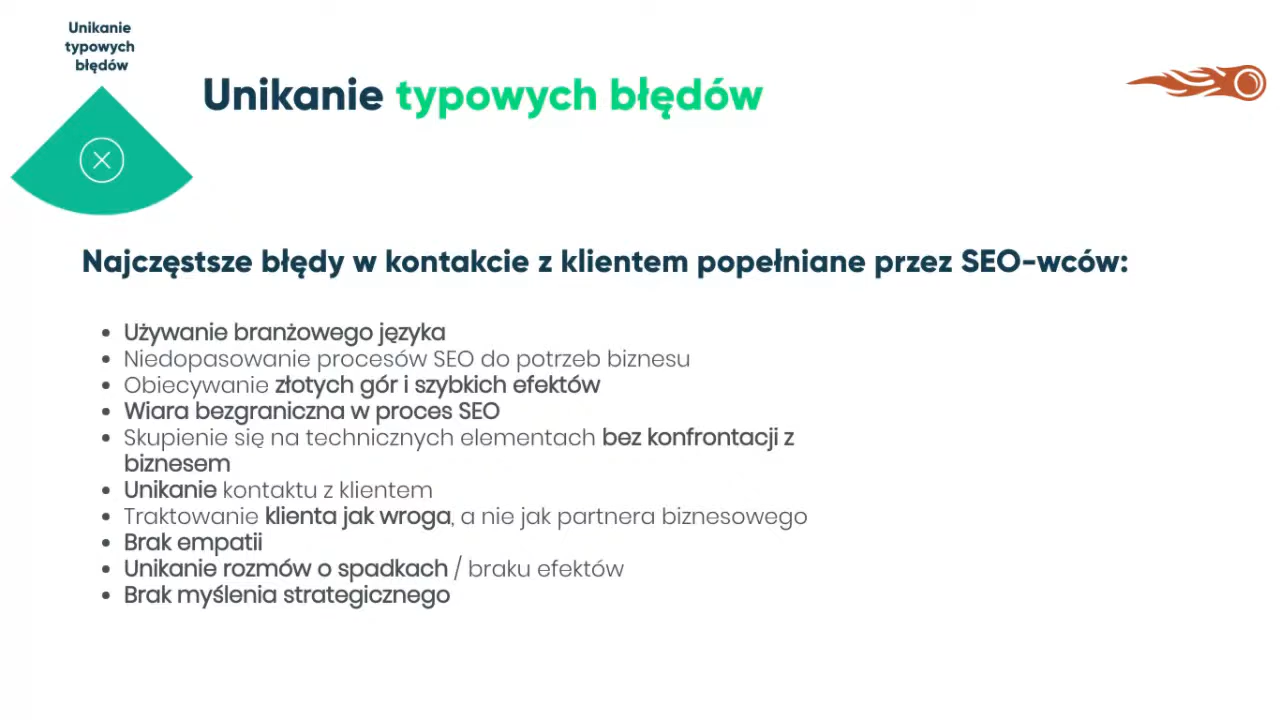 Unikanie
typowych
błędów
Unikanie typowych błędów
Najczęstsze błędy w kontakcie z klientem popełniane przez SEO-wców:
• Używanie branżowego języka
• Niedopasowanie procesów SEO do potrzeb biznesu
• Obiecywanie złotych gór i szybkich efektów
• Wiara bezgraniczna w proces SEO
• Skupienie się na technicznych elementach bez konfrontacji z
biznesem
• Unikanie kontaktu z klientem
• Traktowanie klienta jak wroga, a nie jak partnera biznesowego
• Brak empatii
• Unikanie rozmów o spadkach / braku efektów
• Brak myślenia strategicznego